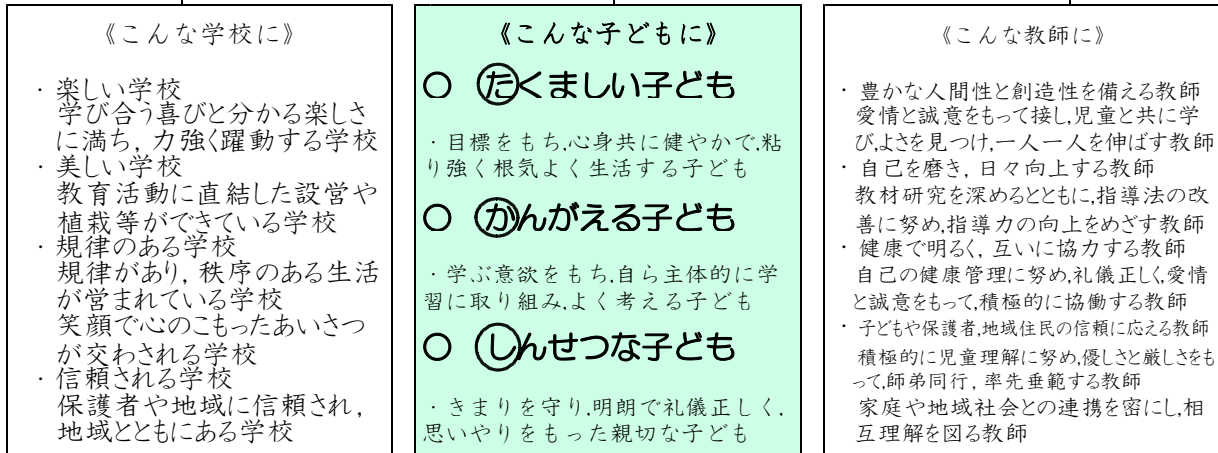 《こんな学校に》
・楽しい学校
学び合う喜びと分かる楽しさ
に満ち，力強く躍動する学校
・美しい学校
教育活動に直結した設営や
植栽等ができている学校
・規律のある学校
規律があり，秩序のある生活
が営まれている学校
笑顔で心のこもったあいさつ
が交わされる学校
・信頼される学校
保護者や地域に信頼され，
地域とともにある学校
《こんな子どもに》
○ たくましい子ども
・目標をもち,心身共に健やかで,粘
り強く根気よく生活する子ども
○ かんがえる子ども
・学ぶ意欲をもち,自ら主体的に学
習に取り組み,よく考える子ども
○ しんせつな子ども
・きまりを守り,明朗で礼儀正しく,
思いやりをもった親切な子ども
《こんな教師に》
・豊かな人間性と創造性を備える教師
愛情と誠意をもって接し,児童と共に学
び,よさを見つけ,一人一人を伸ばす教師
・自己を磨き，日々向上する教師
教材研究を深めるとともに,指導法の改
善に努め,指導力の向上をめざす教師
・健康で明るく，互いに協力する教師
自己の健康管理に努め,礼儀正しく,愛情
と誠意をもって,積極的に協働する教師
・子どもや保護者,地域住民の信頼に応える教師
積極的に児童理解に努め,優しさと厳しさをも
って,師弟同行，率先垂範する教師
家庭や地域社会との連携を密にし,相
互理解を図る教師